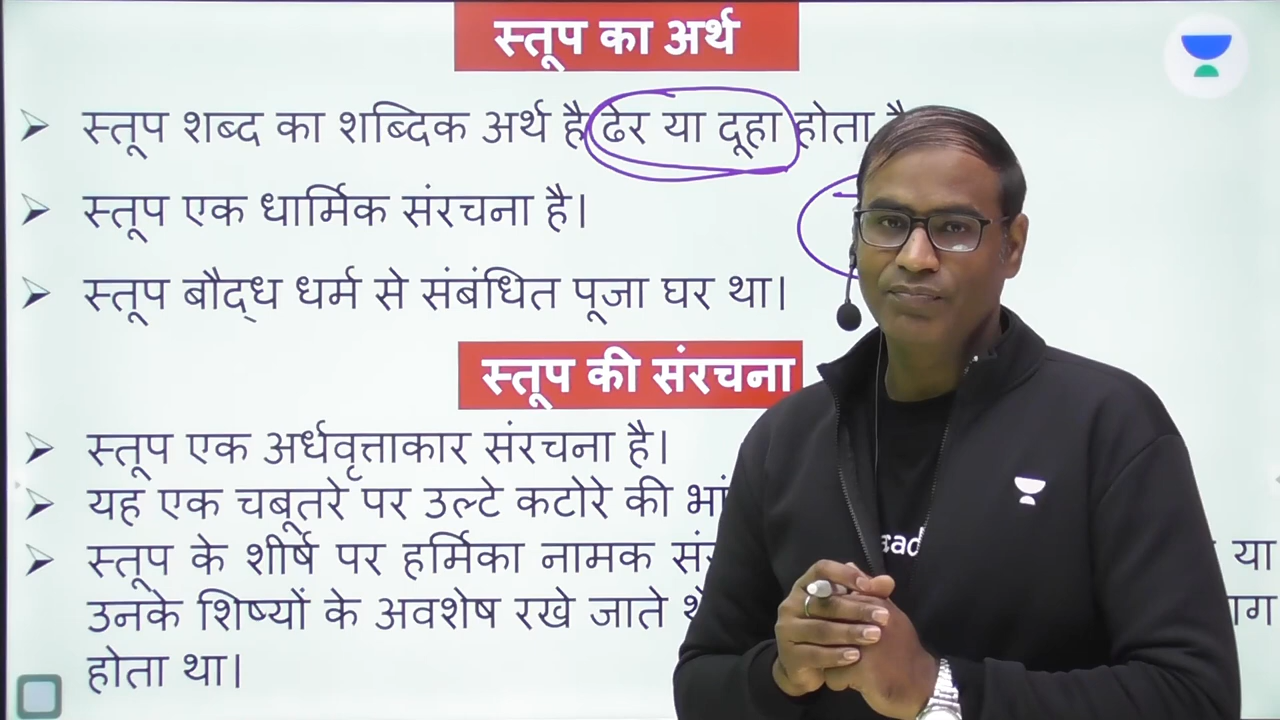 स्तूप का अर्थ
स्तूप शब्द का शब्दिक अर्थ है ढेर या दूहा होता
स्तूप एक धार्मिक संरचना है।
स्तूप बौद्ध धर्म से संबंधित पूजा घर था।
स्तूप की संरचना
स्तूप एक अर्धवृत्ताकार संरचना है।
यह एक चबूतरे पर उल्टे कटोरे की
स्तूप के शीर्ष पर हर्मिका नामक या
उनके शिष्यों के अवशेष रखे जाते
होता था।